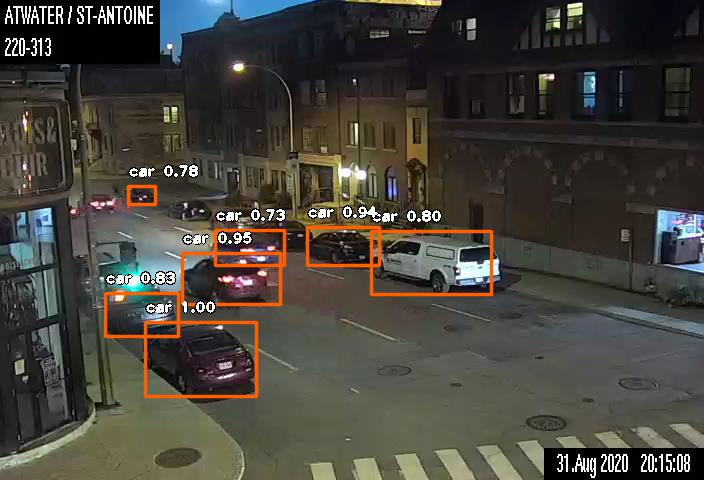 ATWATER / ST-ANTOINE
220-313
car 0.78
car 0.73
car 0.94
car 0.80
car 0.95
car 0.83
car 1.00
31.Aug 2020 20:15:08